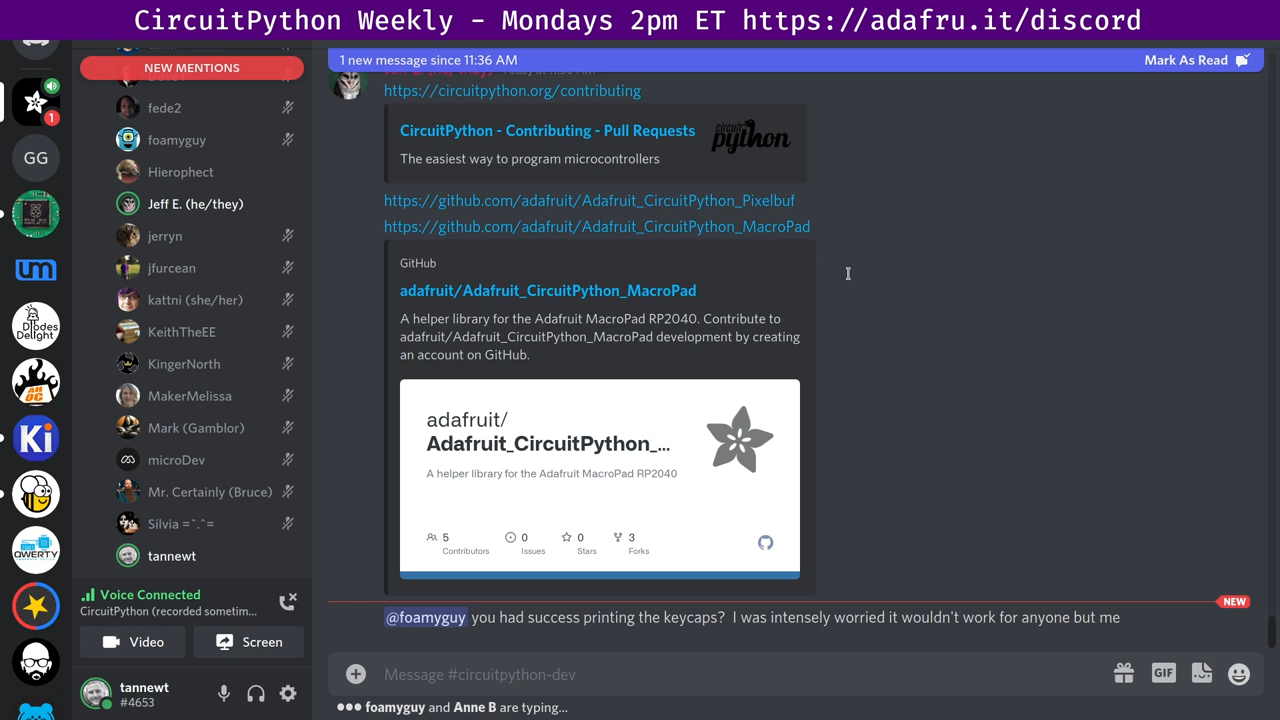 CircuitPython Weekly - Mondays 2pm ET https://adafru.it/discord
NEW MENTIONS
fede2
foamyguy
Hierophect
Jeff E. (he/they)
jerryn
jfurcean
kattni (she/her)
KeithTheEE
KingerNorth
MakerMelissa
Mark (Gamblor)
microDev
Mr. Certainly (Bruce)
Silvia =^.^=
tannewt
Voice Connected
CircuitPython (recorded sometim...
Video
Screen
tannewt
#4653
1
GG
Diodes Delight
AHOC
Ki
QWERTY
1 new message since 11:36 AM
Mark As Read
https://circuitpython.org/contributing
CircuitPython - Contributing - Pull Requests
The easiest way to program microcontrollers
circuit python
https://github.com/adafruit/Adafruit_CircuitPython_Pixelbuf
https://github.com/adafruit/Adafruit_CircuitPython_MacroPad
GitHub
adafruit/Adafruit_CircuitPython_MacroPad
A helper library for the Adafruit MacroPad RP2040. Contribute to
adafruit/Adafruit_CircuitPython_MacroPad development by creating
an account on GitHub.
adafruit/
Adafruit_CircuitPython_...
A helper library for the Adafruit MacroPad RP2040
5 0 0 3
Contributors Issues Stars Forks
NEW
@foamyguy you had success printing the keycaps? I was intensely worried it wouldn't work for anyone but me
Message #circuitpython-dev
GIF
foamyguy and Anne B are typing...